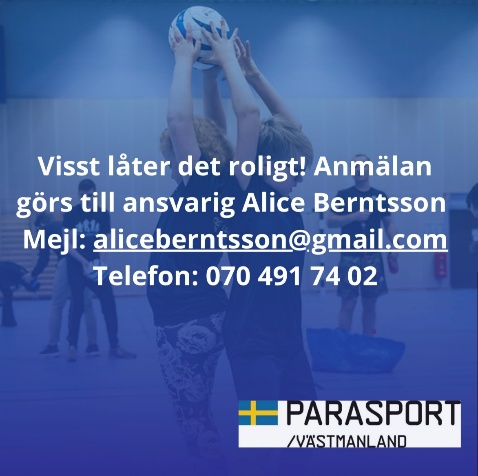 Visst låter det roligt! Anmälan
görs till ansvarig Alice Berntsson
Mejl: aliceberntsson@gmail.com
Telefon: 070 491 74 02
PARASPORT
/VÄSTMANLAND